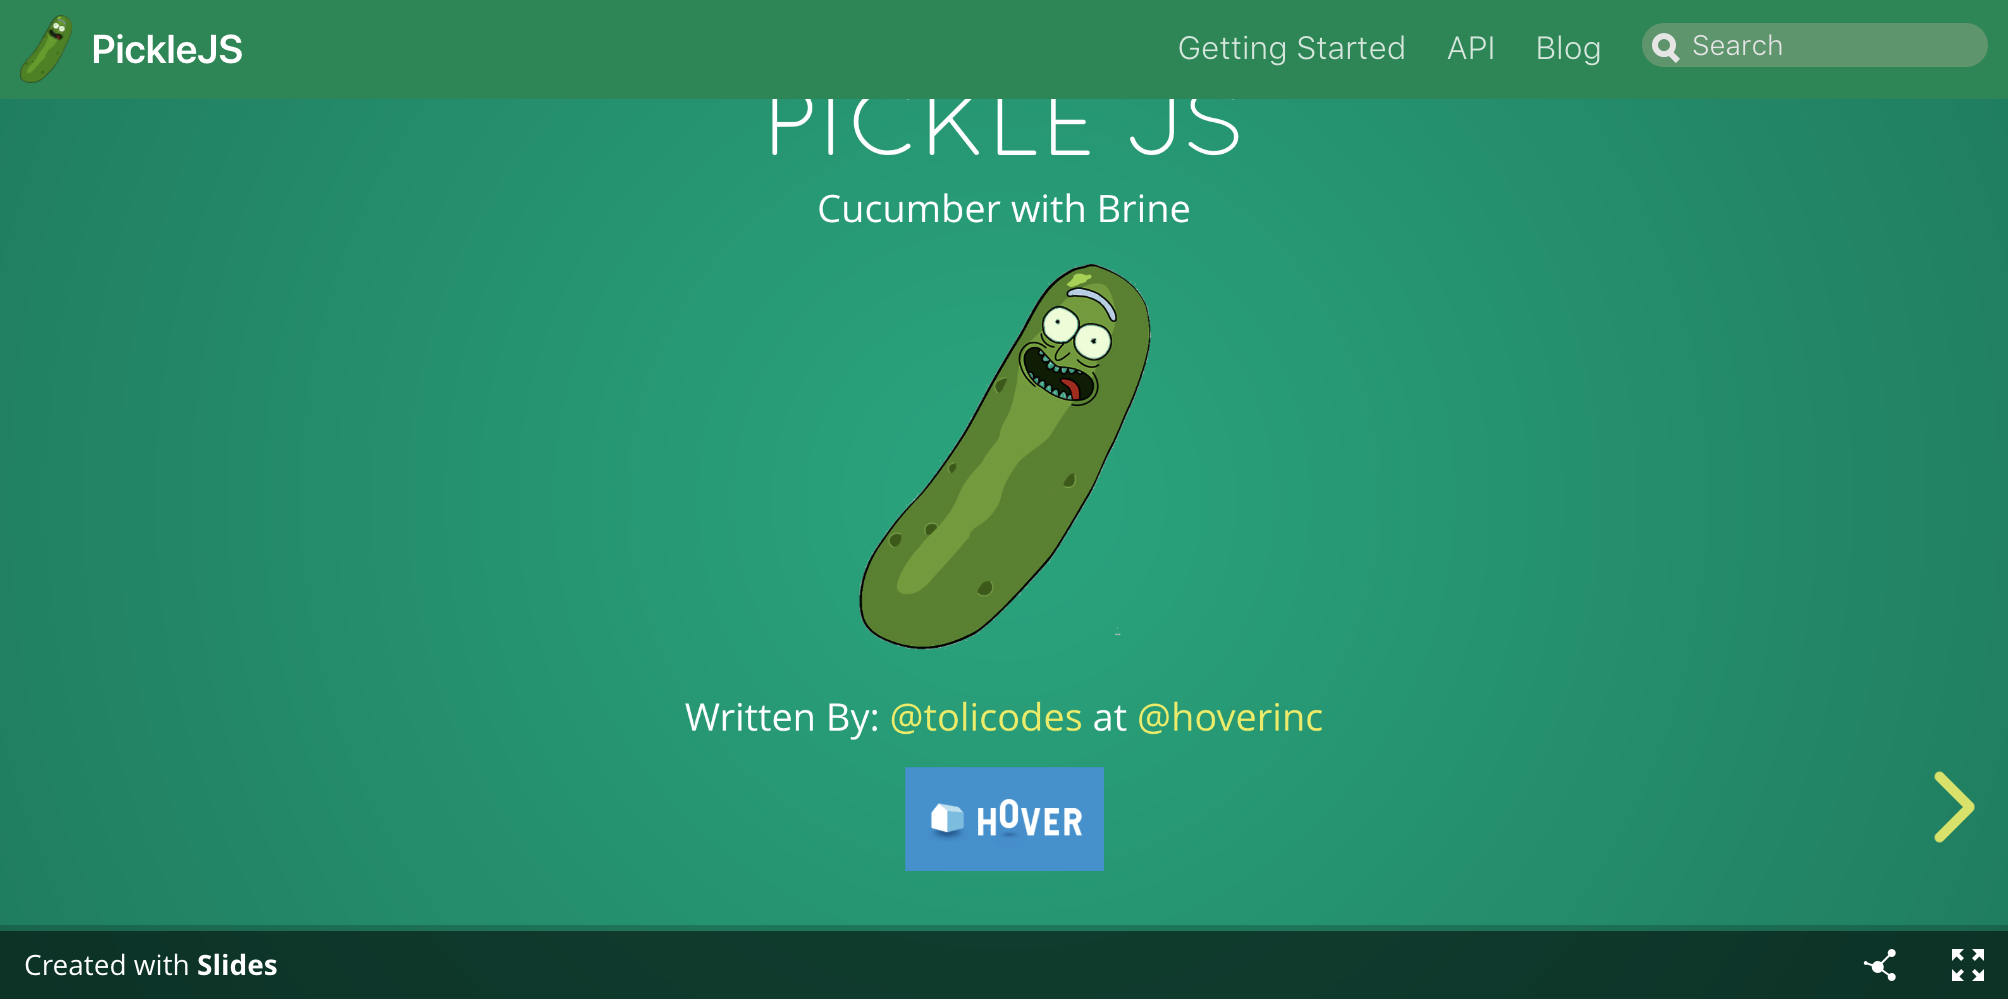 PickleJS
Getting Started
API
Blog
Search
PICKLE JS
Cucumber with Brine
Written By: @tolicodes at @hoverinc
HOVER
Created with Slides